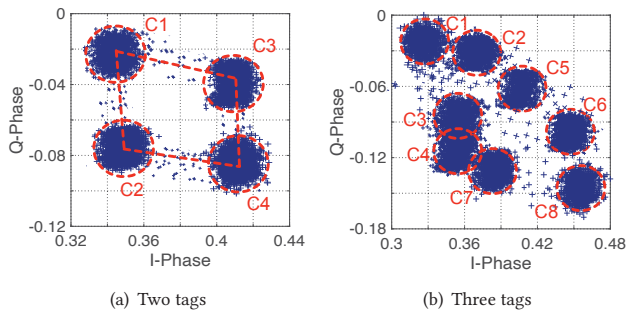 0
-0.04
-0.08
-0.12
0.32
0.36
0.4
0.44
Q-Phase
I-Phase
C1
C3
C2
C4
(a) Two tags
0
-0.06
-0.12
-0.18
0.3
0.36
0.42
0.48
Q-Phase
I-Phase
C1
C2
C5
C3
C6
C4
C7
C8
(b) Three tags